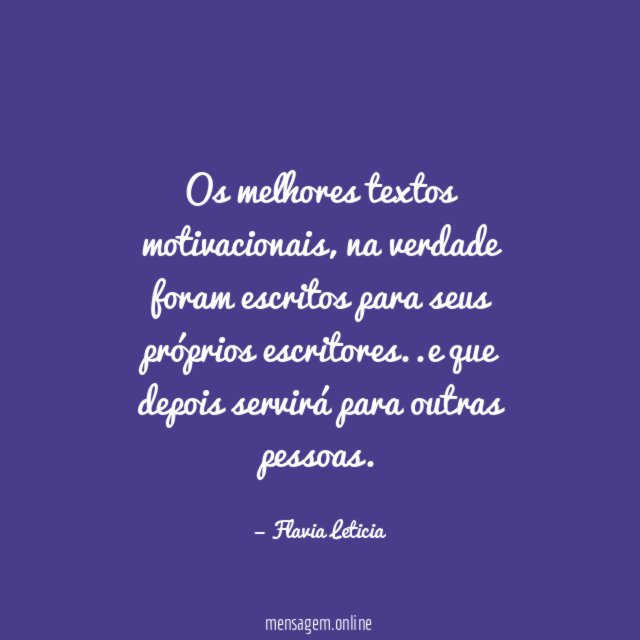 Os melhores textos
motivacionais, na verdade
foram escritos para seus
próprios escritores. .e que
depois servirá para outras
pessoas.
– Flavia Leticia
mensagem.online